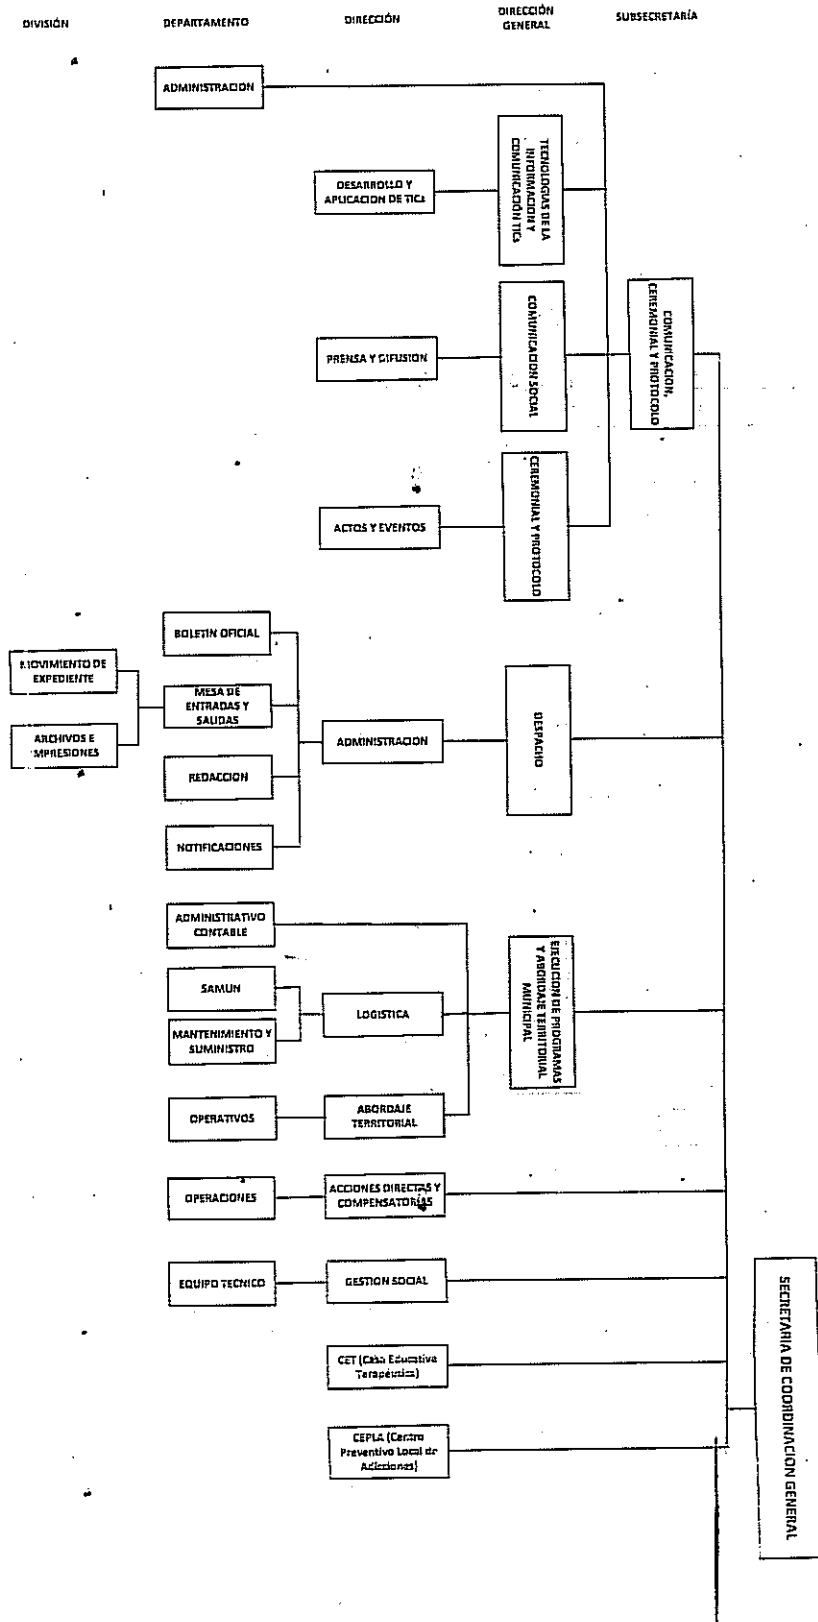 DIVISIÓN
DEPARTAMENTO
DIRECCIÓN
DIRECCIÓN
GENERAL
SUBSECRETARÍA
ADMINISTRACION
TECNOLOGIAS DE LA
INFORMACION Y
COMUNICACIÓN TICs
DESARROLLO Y
APLICACION DE TICs
COMUNICACION,
CEREMONIAL Y PROTOCOLO
COMUNICACION SOCIAL
PRENSA Y DIFUSION
CEREMONIAL Y PROTOCOLO
ACTOS Y EVENTOS
BOLETIN OFICIAL
MOVIMIENTO DE
EXPEDIENTE
MESA DE
ENTRADAS Y
SALIDAS
ARCHIVOS E
IMPRESIONES
ADMINISTRACION
DESPACHO
REDACCION
NOTIFICACIONES
ADMINISTRATIVO
CONTABLE
EJECUCION DE PROGRAMAS
Y ABORDAJE TERRITORIAL
MUNICIPAL
SAMUN
LOGISTICA
MANTENIMIENTO Y
SUMINISTRO
OPERATIVOS
ABORDAJE
TERRITORIAL
OPERACIONES
ACCIONES DIRECTAS Y
COMPENSATORIAS
EQUIPO TECNICO
GESTION SOCIAL
CET (Casa Educativa
Terapéutica)
SECRETARIA DE COORDINACION GENERAL
CEPLA (Centro
Preventivo Local de
Adicciones)